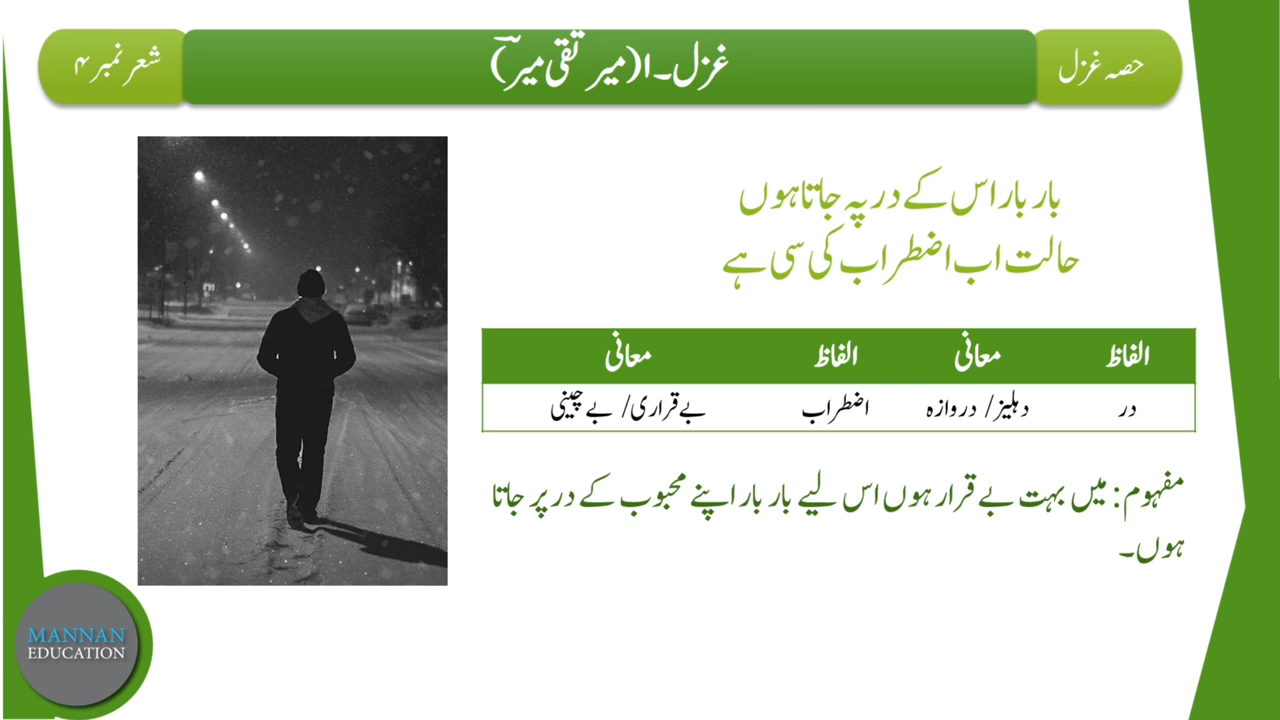 حصہ غزل
غزل۔۱(میر تقی میرؔ)
شعر نمبر ۴
بار بار اس کے در پہ جاتا ہوں
حالت اب اضطراب کی سی ہے
الفاظ معانی الفاظ معانی
در دہلیز/ دروازہ اضطراب بے قراری/ بے چینی
مفہوم: میں بہت بے قرار ہوں اس لیے بار بار اپنے محبوب کے در پر جاتا
ہوں۔
MANNAN
EDUCATION